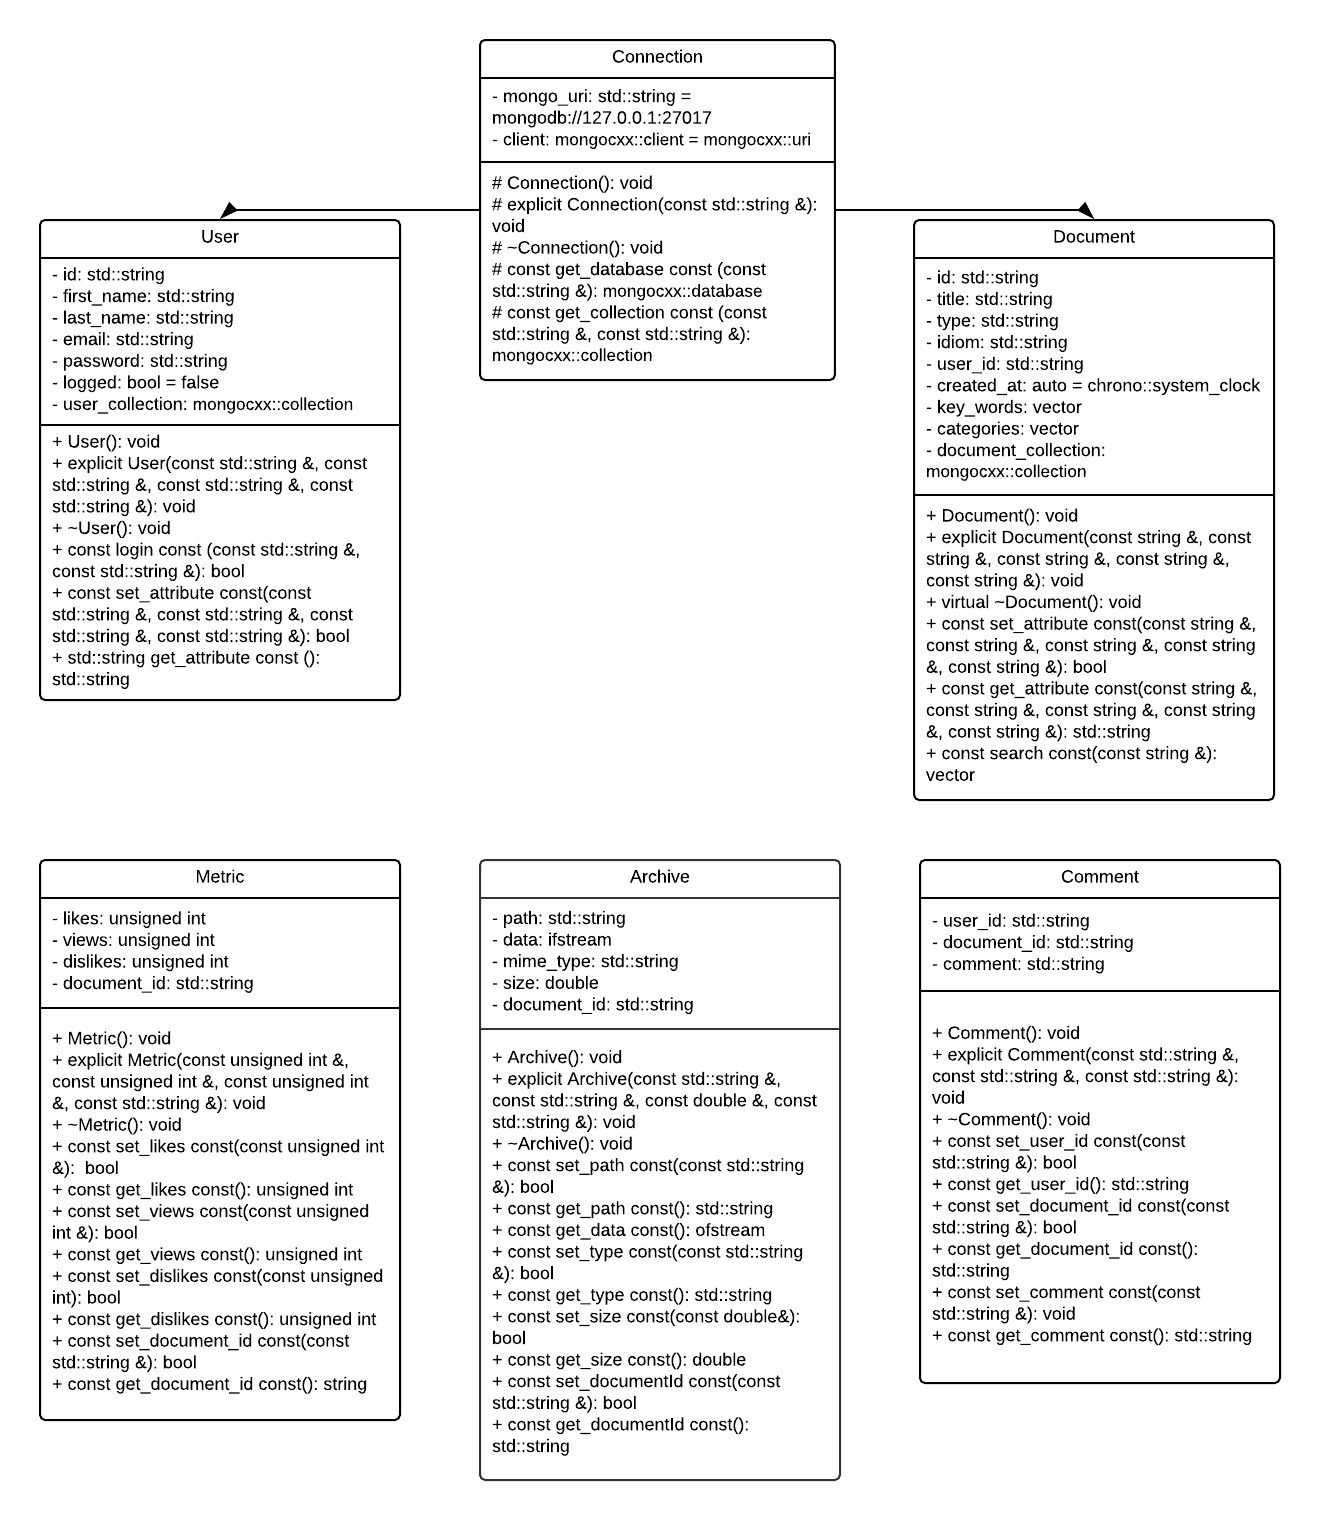 Connection
- mongo_uri: std::string =
mongodb://127.0.0.1:27017
- client: mongocxx::client = mongocxx::uri
# Connection(): void
# explicit Connection(const std::string &):
void
# ~Connection(): void
# const get_database const (const
std::string &): mongocxx::database
# const get_collection const (const
std::string &, const std::string &):
mongocxx::collection
User
- id: std::string
- first_name: std::string
- last_name: std::string
- email: std::string
- password: std::string
- logged: bool = false
- user_collection: mongocxx::collection
+ User(): void
+ explicit User(const std::string &, const
std::string &, const std::string &, const
std::string &): void
+ ~User(): void
+ const login const (const std::string &,
const std::string &): bool
+ const set_attribute const(const
std::string &, const std::string &, const
std::string &, const std::string &): bool
+ std::string get_attribute const ():
std::string
Document
- id: std::string
- title: std::string
- type: std::string
- idiom: std::string
- user_id: std::string
- created_at: auto = chrono::system_clock
- key_words: vector
- categories: vector
- document_collection:
mongocxx::collection
+ Document(): void
+ explicit Document(const string &, const
string &, const string &, const string &,
const string &): void
+ virtual ~Document(): void
+ const set_attribute const(const string &,
const string &, const string &, const string
&, const string &): bool
+ const get_attribute const(const string &,
const string &, const string &, const string
&, const string &): std::string
+ const search const(const string &):
vector
Metric
- likes: unsigned int
- views: unsigned int
- dislikes: unsigned int
- document_id: std::string
+ Metric(): void
+ explicit Metric(const unsigned int &,
const unsigned int &, const unsigned int
&, const std::string &): void
+ ~Metric(): void
+ const set_likes const(const unsigned int
&):  bool
+ const get_likes const(): unsigned int
+ const set_views const(const unsigned
int &): bool
+ const get_views const(): unsigned int
+ const set_dislikes const(const unsigned
int): bool
+ const get_dislikes const(): unsigned int
+ const set_document_id const(const
std::string &): bool
+ const get_document_id const(): string
Archive
- path: std::string
- data: ifstream
- mime_type: std::string
- size: double
- document_id: std::string
+ Archive(): void
+ explicit Archive(const std::string &,
const std::string &, const double &, const
std::string &): void
+ ~Archive(): void
+ const set_path const(const std::string
&): bool
+ const get_path const(): std::string
+ const get_data const(): ofstream
+ const set_type const(const std::string
&): bool
+ const get_type const(): std::string
+ const set_size const(const double&):
bool
+ const get_size const(): double
+ const set_documentId const(const
std::string &): bool
+ const get_documentId const():
std::string
Comment
- user_id: std::string
- document_id: std::string
- comment: std::string
+ Comment(): void
+ explicit Comment(const std::string &,
const std::string &, const std::string &):
void
+ ~Comment(): void
+ const set_user_id const(const
std::string &): bool
+ const get_user_id(): std::string
+ const set_document_id const(const
std::string &): bool
+ const get_document_id const():
std::string
+ const set_comment const(const
std::string &): void
+ const get_comment const(): std::string